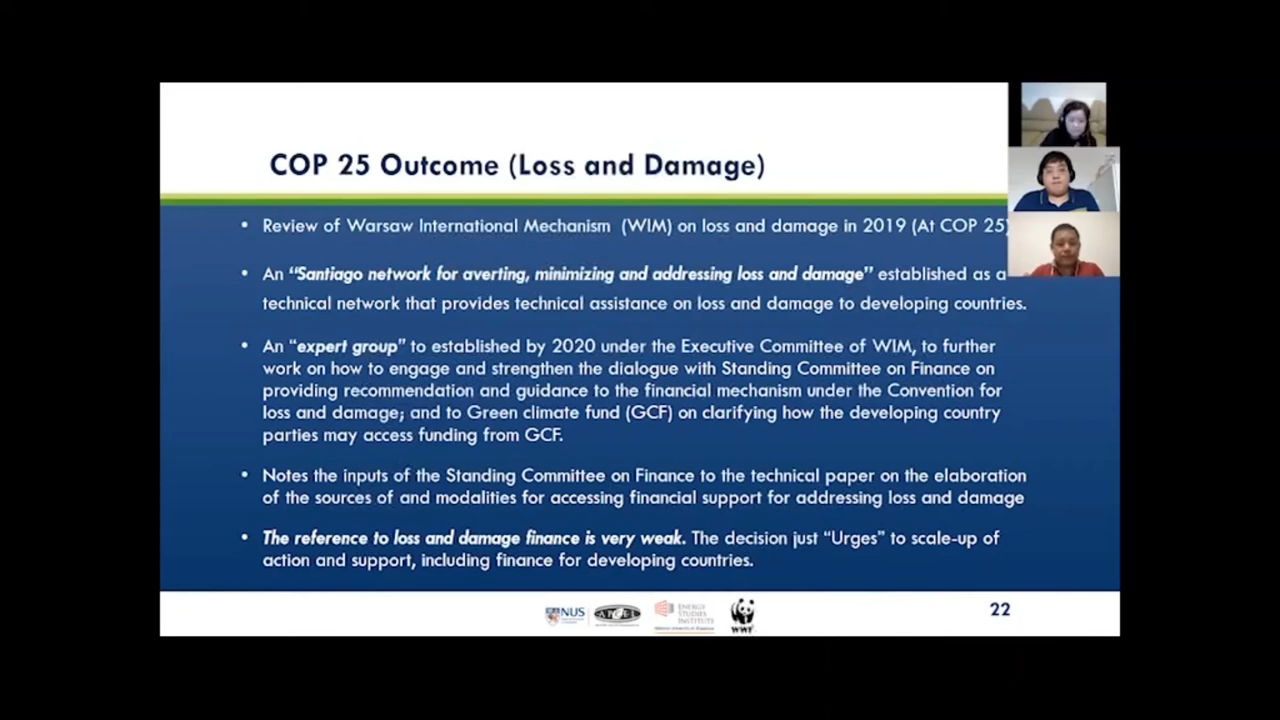 COP 25 Outcome (Loss and Damage)
• Review of Warsaw International Mechanism (WIM) on loss and damage in 2019 (At COP 25)
• An “Santiago network for averting, minimizing and addressing loss and damage” established as a
technical network that provides technical assistance on loss and damage to developing countries.
• An “expert group” to established by 2020 under the Executive Committee of WIM, to further
work on how to engage and strengthen the dialogue with Standing Committee on Finance on
providing recommendation and guidance to the financial mechanism under the Convention for
loss and damage; and to Green climate fund (GCF) on clarifying how the developing country
parties may access funding from GCF.
• Notes the inputs of the Standing Committee on Finance to the technical paper on the elaboration
of the sources of and modalities for accessing financial support for addressing loss and damage
• The reference to loss and damage finance is very weak. The decision just “Urges” to scale-up of
action and support, including finance for developing countries.
NUS
ENERGY
STUDIES
INSTITUTE
WWF
22